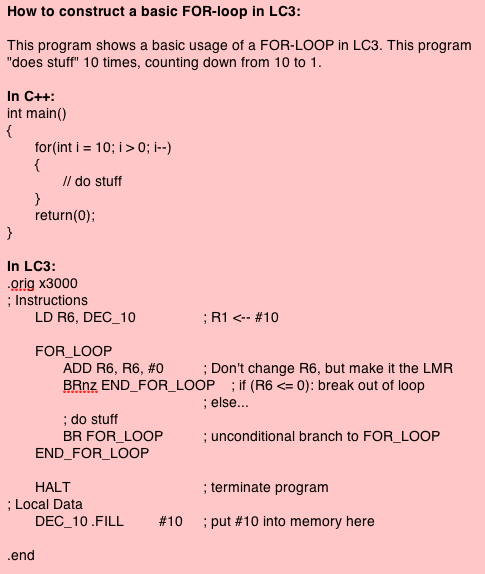 How to construct a basic FOR-loop in LC3:
This program shows a basic usage of a FOR-LOOP in LC3. This program
"does stuff" 10 times, counting down from 10 to 1.
In C++:
int main()
{
for(int i = 10; i > 0; i--)
{
// do stuff
}
return(0);
}
In LC3:
.orig x3000
; Instructions
LD R6, DEC_10 ; R1 <-- #10
FOR_LOOP
ADD R6, R6, #0 ; Don't change R6, but make it the LMR
BRnz END_FOR_LOOP ; if (R6 <= 0): break out of loop
; else...
; do stuff
BR FOR_LOOP ; unconditional branch to FOR_LOOP
END_FOR_LOOP
HALT ; terminate program
; Local Data
DEC_10 .FILL #10 ; put #10 into memory here
.end